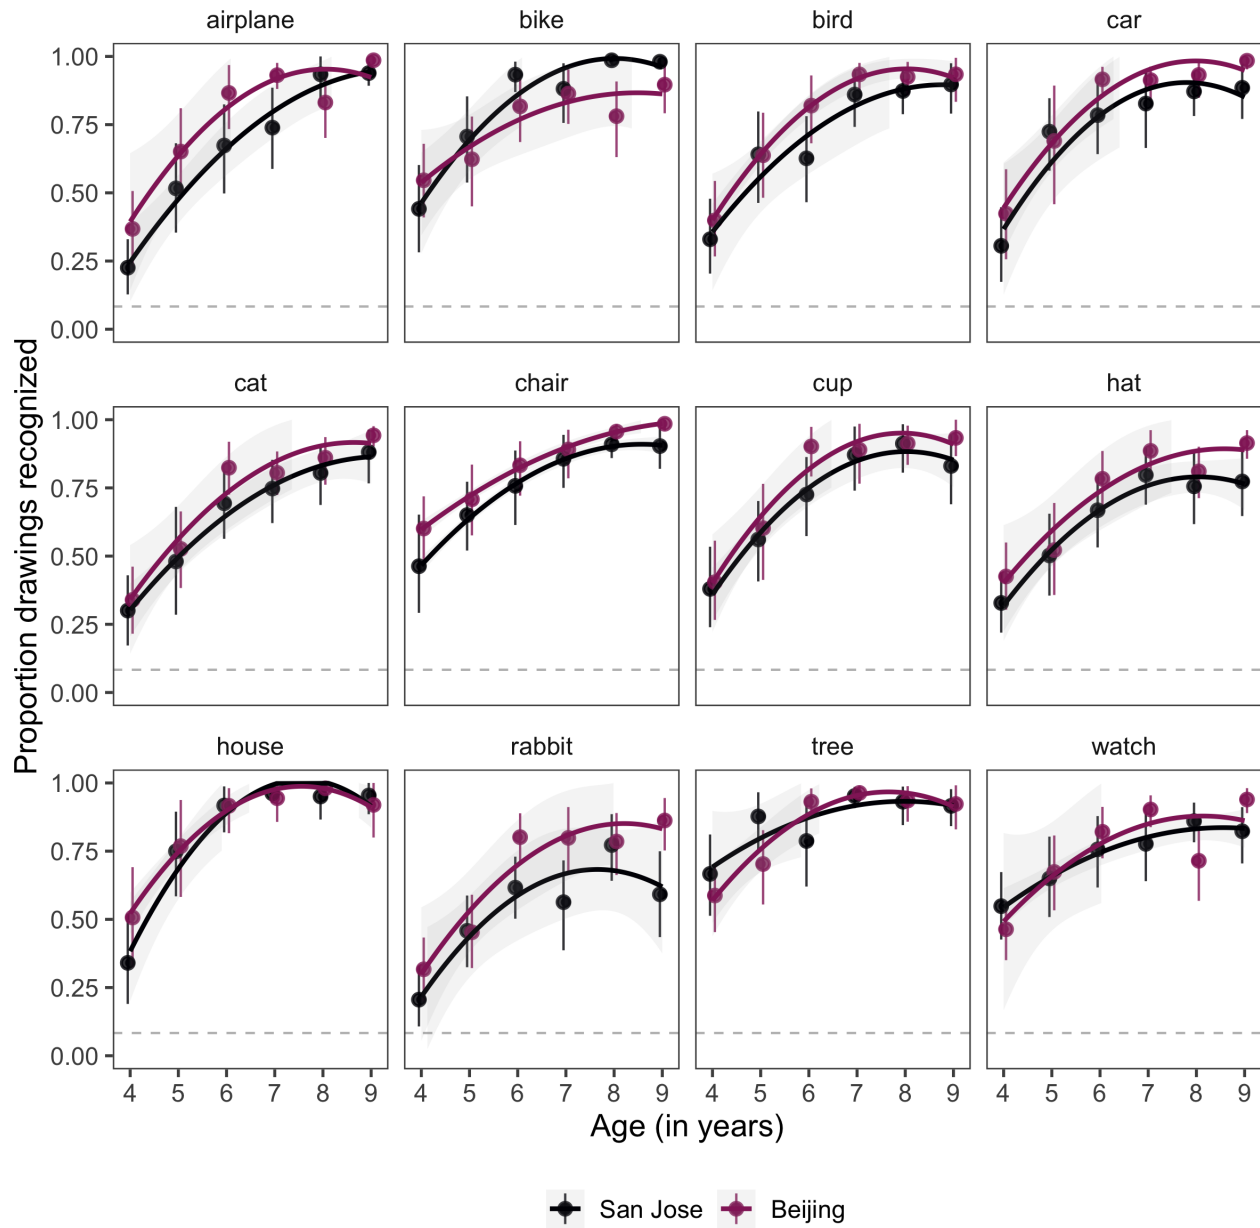 airplane bike bird car
1.00
0.75
0.50
0.25
0.00
cat chair cup hat
1.00
0.75
0.50
0.25
0.00
house rabbit tree watch
1.00
0.75
0.50
0.25
0.00
4 5 6 7 8 9 4 5 6 7 8 9 4 5 6 7 8 9 4 5 6 7 8 9
Proportion drawings recognized
Age (in years)
San Jose Beijing